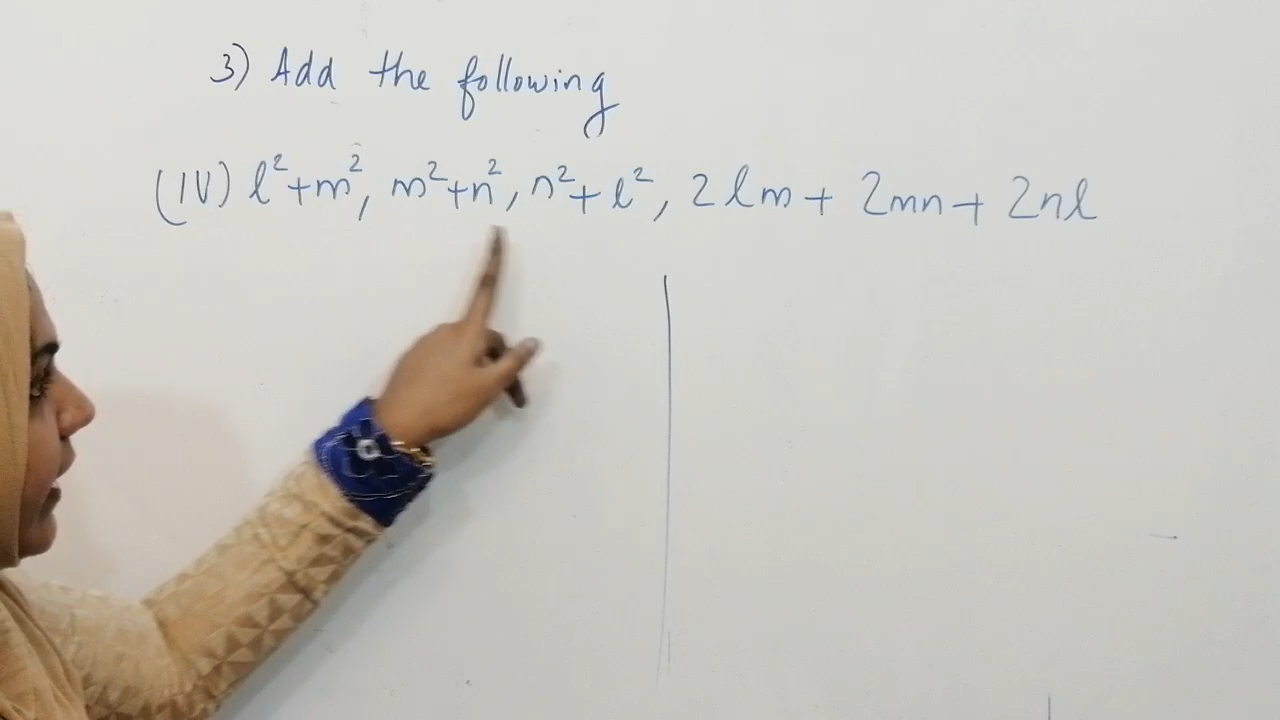 3) Add the following
(IV) l²+m², m²+n², n²+l², 2lm + 2mn + 2nl